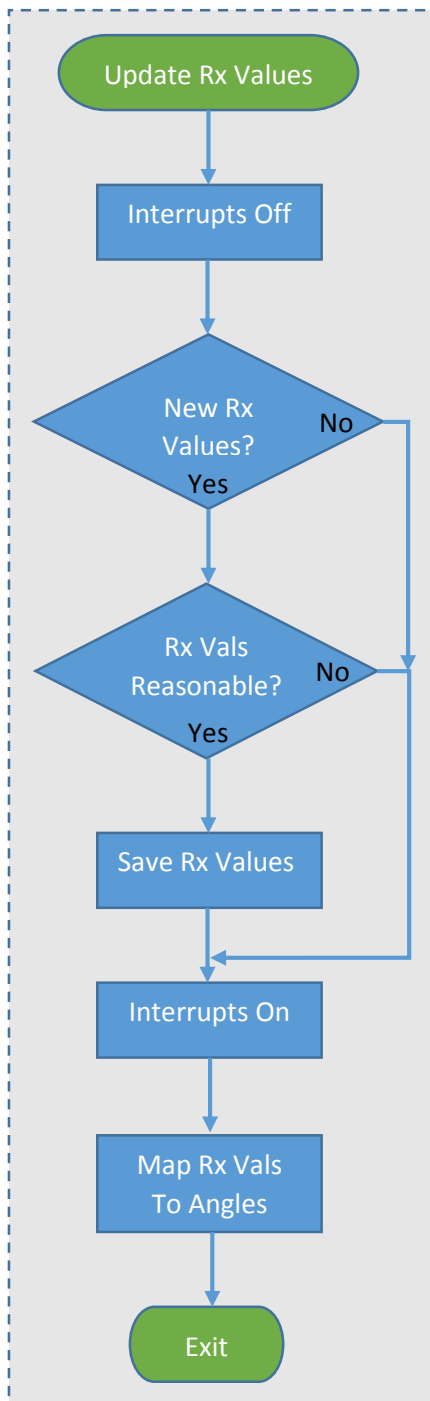 Update Rx Values
Interrupts Off
New Rx
Values?
No
Yes
Rx Vals
Reasonable?
No
Yes
Save Rx Values
Interrupts On
Map Rx Vals
To Angles
Exit